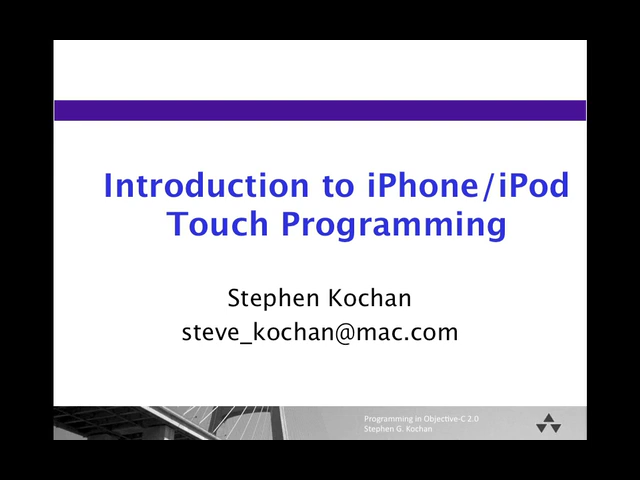 Introduction to iPhone/iPod
Touch Programming
Stephen Kochan
steve_kochan@mac.com
Programming in Objective-C 2.0
Stephen G. Kochan